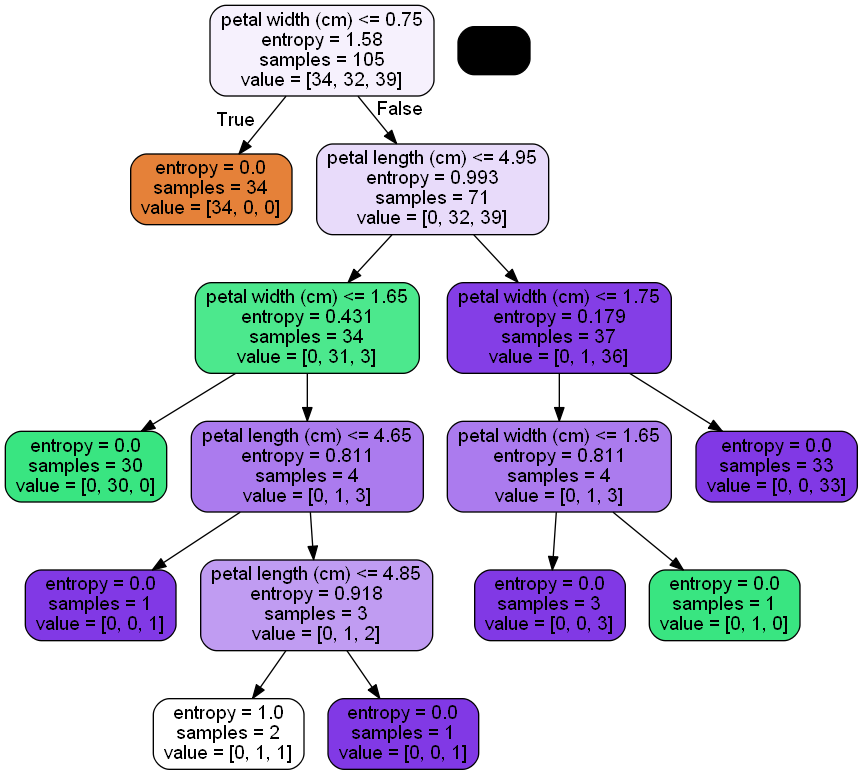 petal width (cm) <= 0.75
entropy = 1.58
samples = 105
value = [34, 32, 39]
True
False
entropy = 0.0
samples = 34
value = [34, 0, 0]
petal length (cm) <= 4.95
entropy = 0.993
samples = 71
value = [0, 32, 39]
petal width (cm) <= 1.65
entropy = 0.431
samples = 34
value = [0, 31, 3]
petal width (cm) <= 1.75
entropy = 0.179
samples = 37
value = [0, 1, 36]
entropy = 0.0
samples = 30
value = [0, 30, 0]
petal length (cm) <= 4.65
entropy = 0.811
samples = 4
value = [0, 1, 3]
petal width (cm) <= 1.65
entropy = 0.811
samples = 4
value = [0, 1, 3]
entropy = 0.0
samples = 33
value = [0, 0, 33]
entropy = 0.0
samples = 1
value = [0, 0, 1]
petal length (cm) <= 4.85
entropy = 0.918
samples = 3
value = [0, 1, 2]
entropy = 0.0
samples = 3
value = [0, 0, 3]
entropy = 0.0
samples = 1
value = [0, 1, 0]
entropy = 1.0
samples = 2
value = [0, 1, 1]
entropy = 0.0
samples = 1
value = [0, 0, 1]